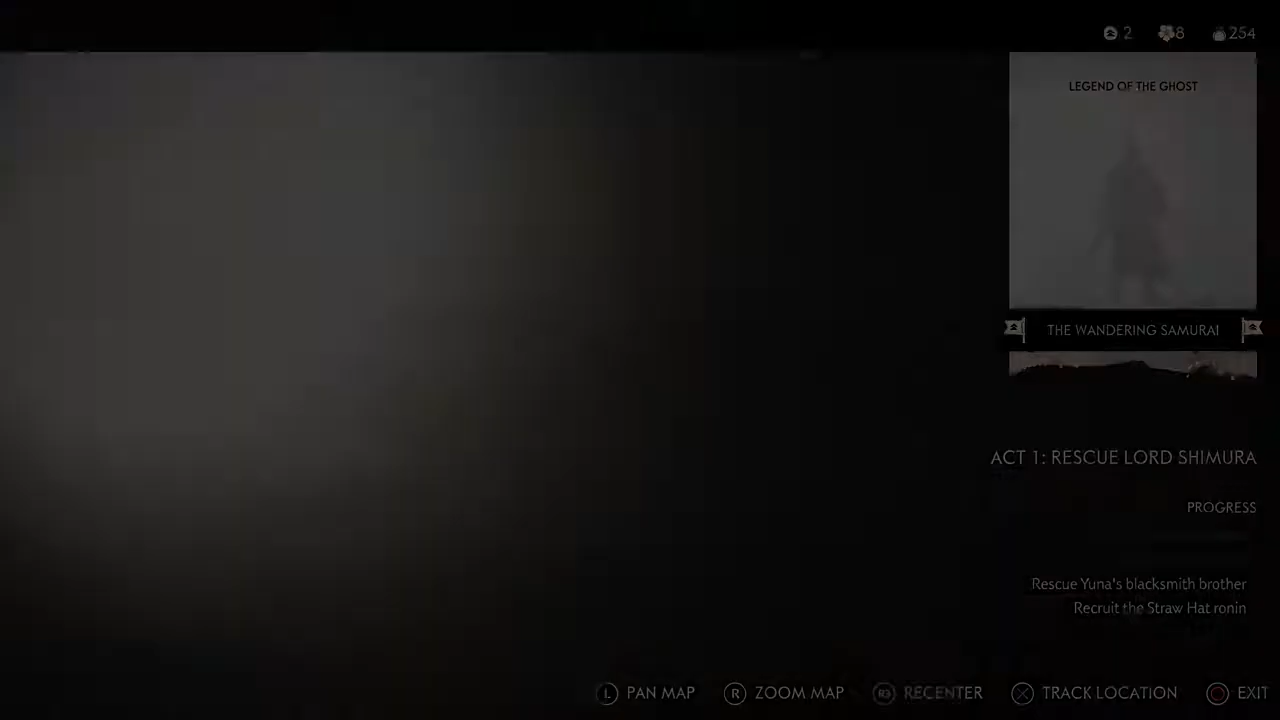 2 8 254
LEGEND OF THE GHOST
THE WANDERING SAMURAI
ACT 1: RESCUE LORD SHIMURA
PROGRESS
Rescue Yuna's blacksmith brother
Recruit the Straw Hat ronin
L PAN MAP R ZOOM MAP R3 RECENTER TRACK LOCATION EXIT